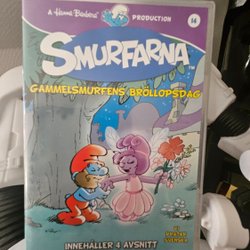 A Hanna-Barbera PRODUCTION
14
SMURFARNA
GAMMELSMURFENS BRÖLLOPSDAG
INNEHÅLLER 4 AVSNITT